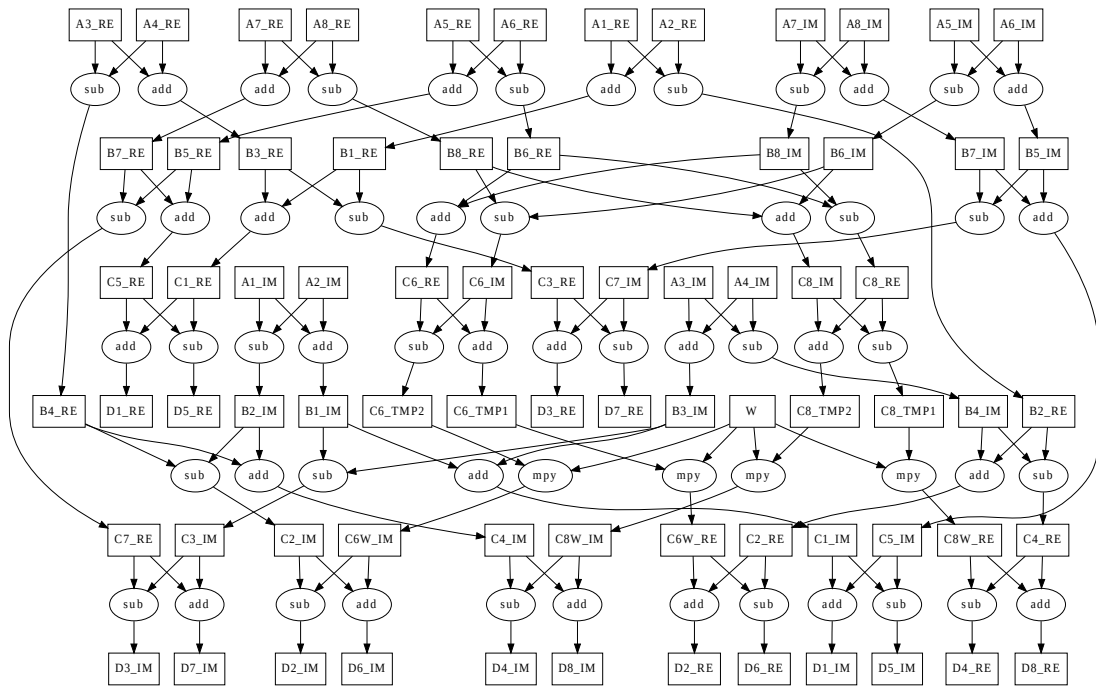 A3_RE A4_RE A7_RE A8_RE A5_RE A6_RE A1_RE A2_RE A7_IM A8_IM A5_IM A6_IM
sub add add sub add sub add sub sub add sub add
B7_RE B5_RE B3_RE B1_RE B8_RE B6_RE B8_IM B6_IM B7_IM B5_IM
sub add add sub add sub add sub sub add
C5_RE C1_RE A1_IM A2_IM C6_RE C6_IM C3_RE C7_IM A3_IM A4_IM C8_IM C8_RE
add sub sub add sub add add sub add sub add sub
B4_RE D1_RE D5_RE B2_IM B1_IM C6_TMP2 C6_TMP1 D3_RE D7_RE B3_IM W C8_TMP2 C8_TMP1 B4_IM B2_RE
sub add sub add mpy mpy mpy mpy add sub
C7_RE C3_IM C2_IM C6W_IM C4_IM C8W_IM C6W_RE C2_RE C1_IM C5_IM C8W_RE C4_RE
sub add sub add sub add add sub add sub sub add
D3_IM D7_IM D2_IM D6_IM D4_IM D8_IM D2_RE D6_RE D1_IM D5_IM D4_RE D8_RE